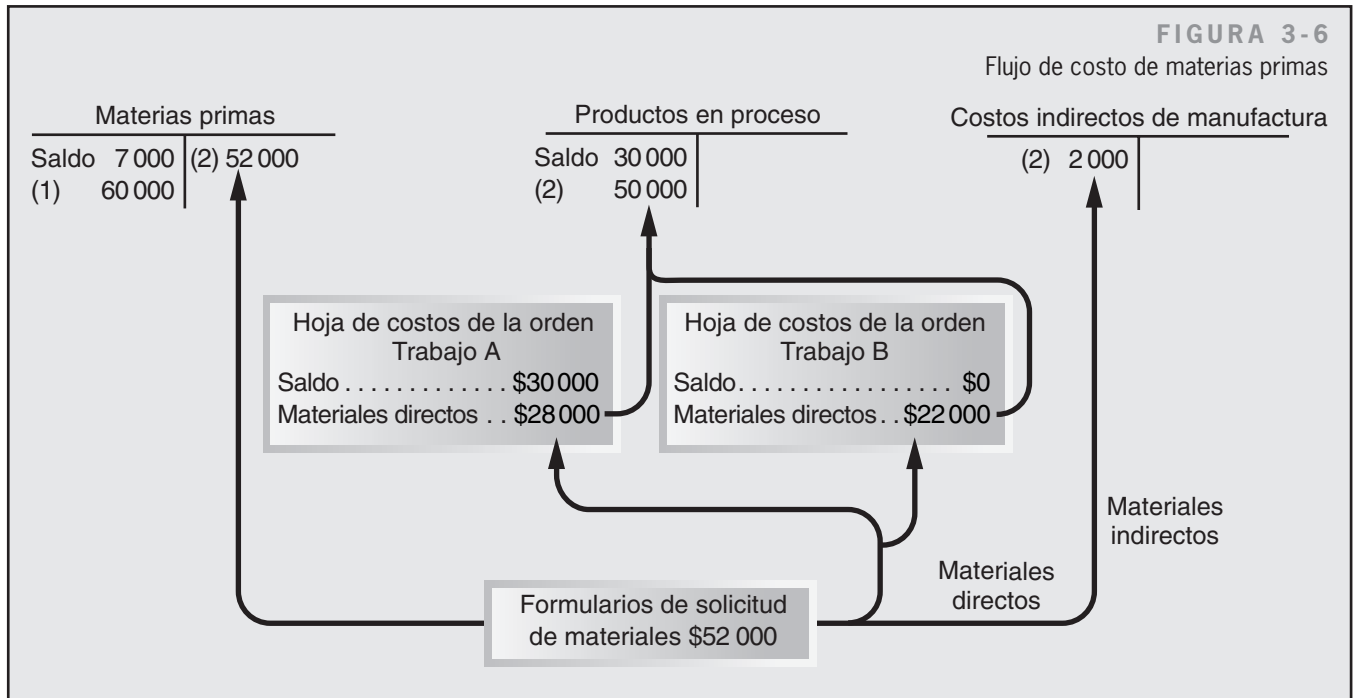 FIGURA 3-6
Flujo de costo de materias primas
Materias primas
Saldo 7 000 (2) 52 000
(1) 60 000
Productos en proceso
Saldo 30 000
(2) 50 000
Costos indirectos de manufactura
(2) 2 000
Hoja de costos de la orden
Trabajo A
Saldo . . . . . . . . . . . . . $30 000
Materiales directos . . $28 000
Hoja de costos de la orden
Trabajo B
Saldo. . . . . . . . . . . . . . . . . $0
Materiales directos. . $22 000
Materiales
indirectos
Materiales
directos
Formularios de solicitud
de materiales $52 000